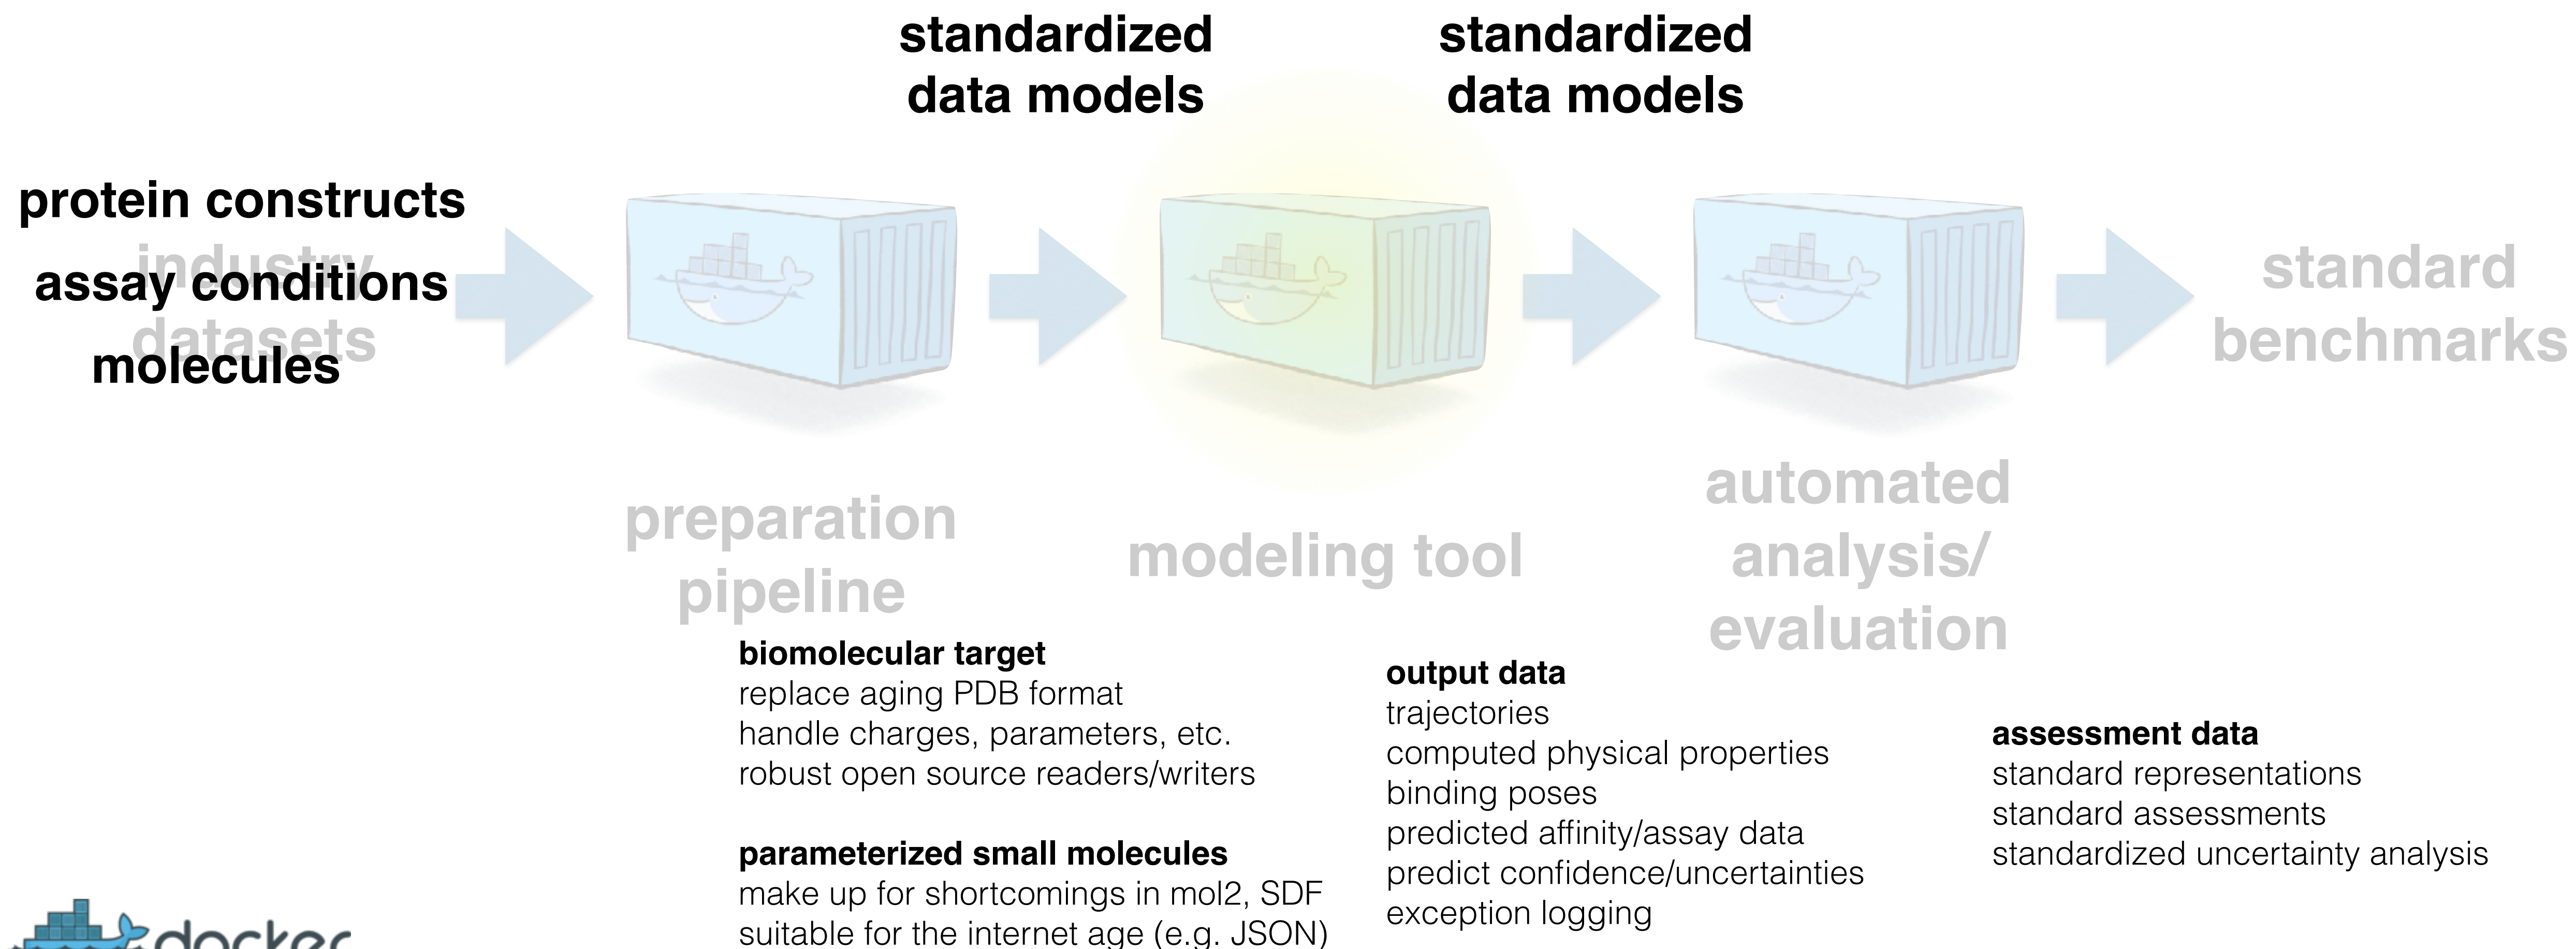 standardized
data models
standardized
data models
protein constructs
assay conditions
molecules
industry
datasets
standard
benchmarks
preparation
pipeline
modeling tool
automated
analysis/
evaluation
biomolecular target
replace aging PDB format
handle charges, parameters, etc.
robust open source readers/writers
parameterized small molecules
make up for shortcomings in mol2, SDF
suitable for the internet age (e.g. JSON)
output data
trajectories
computed physical properties
binding poses
predicted affinity/assay data
predict confidence/uncertainties
exception logging
assessment data
standard representations
standard assessments
standardized uncertainty analysis
docker